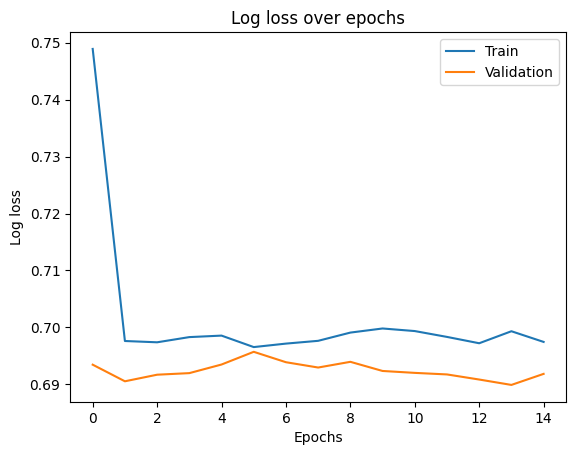 Log loss over epochs
Train
Validation
0.75
0.74
0.73
0.72
0.71
0.70
0.69
Log loss
0 2 4 6 8 10 12 14
Epochs